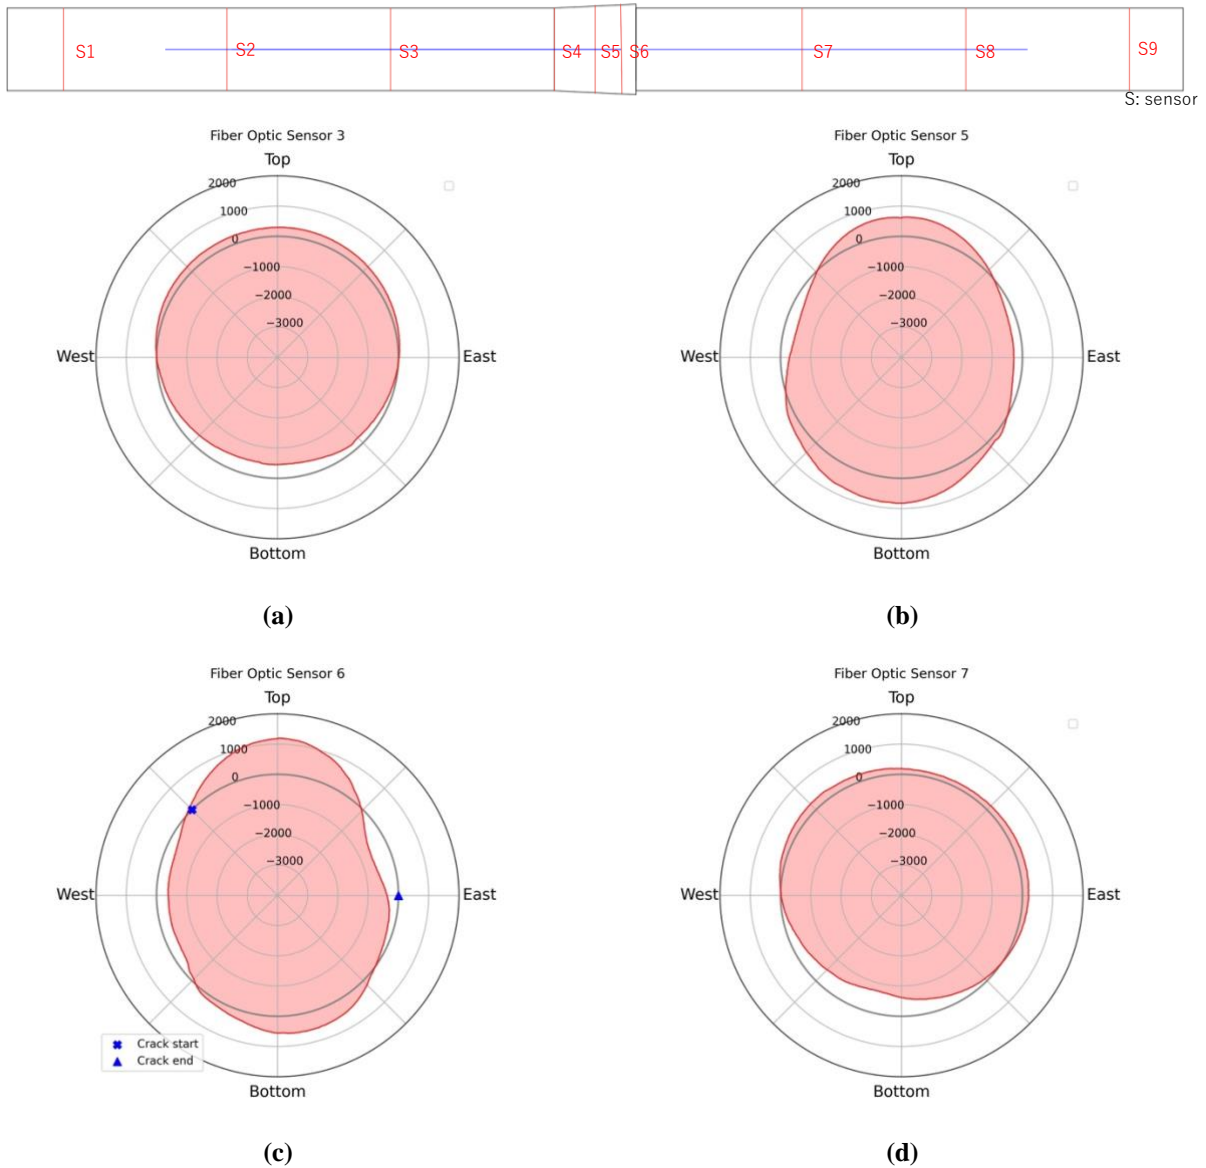 S1 S2 S3 S4 S5 S6 S7 S8 S9
S: sensor
Fiber Optic Sensor 3
Top
2000
1000
0
−1000
−2000
−3000
West
East
Bottom
(a)
Fiber Optic Sensor 5
Top
2000
1000
0
−1000
−2000
−3000
West
East
Bottom
(b)
Fiber Optic Sensor 6
Top
2000
1000
0
−1000
−2000
−3000
West
East
Crack start
Crack end
Bottom
(c)
Fiber Optic Sensor 7
Top
2000
1000
0
−1000
−2000
−3000
West
East
Bottom
(d)